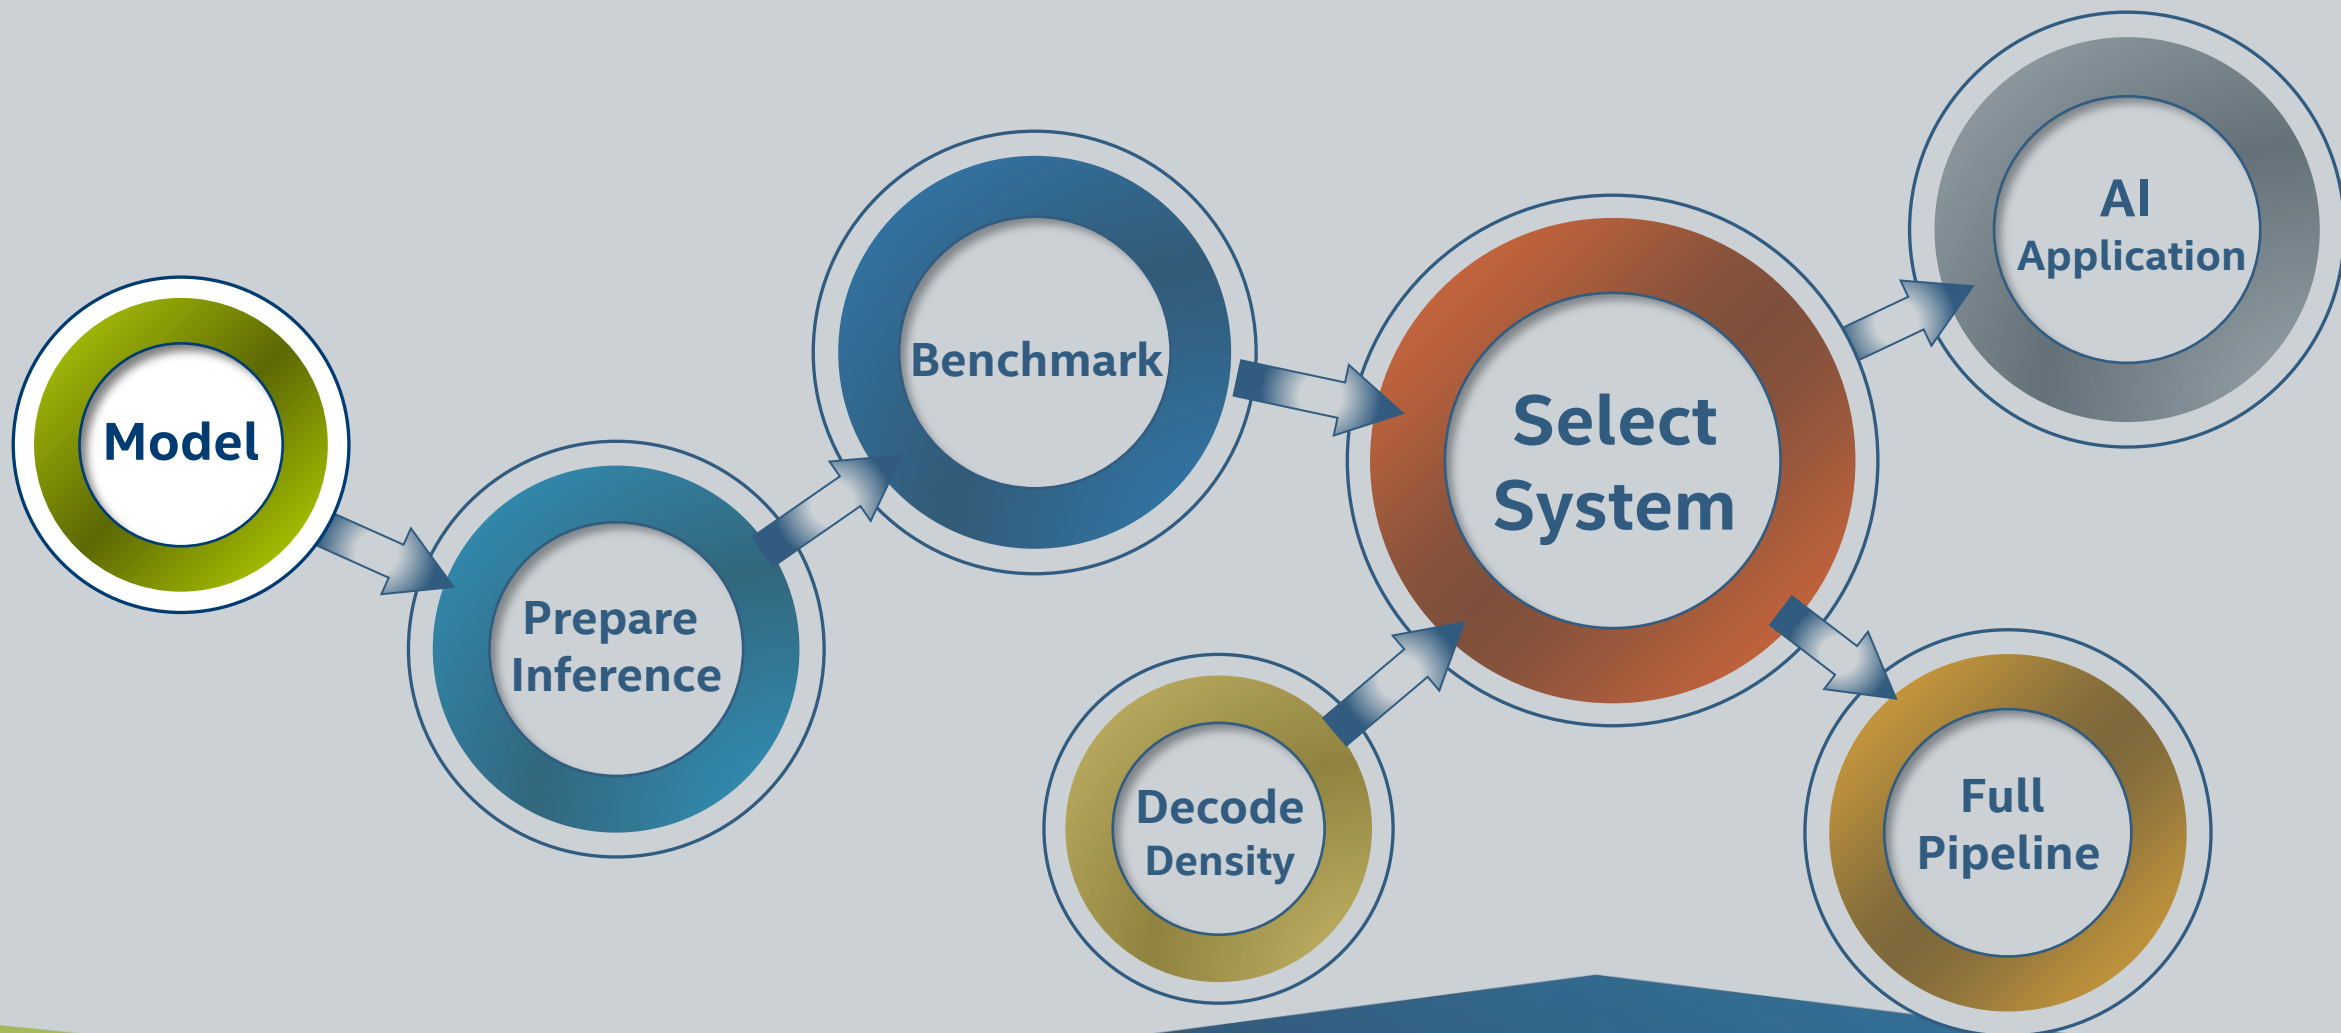 Model
Prepare
Inference
Benchmark
Select
System
Decode
Density
AI
Application
Full
Pipeline